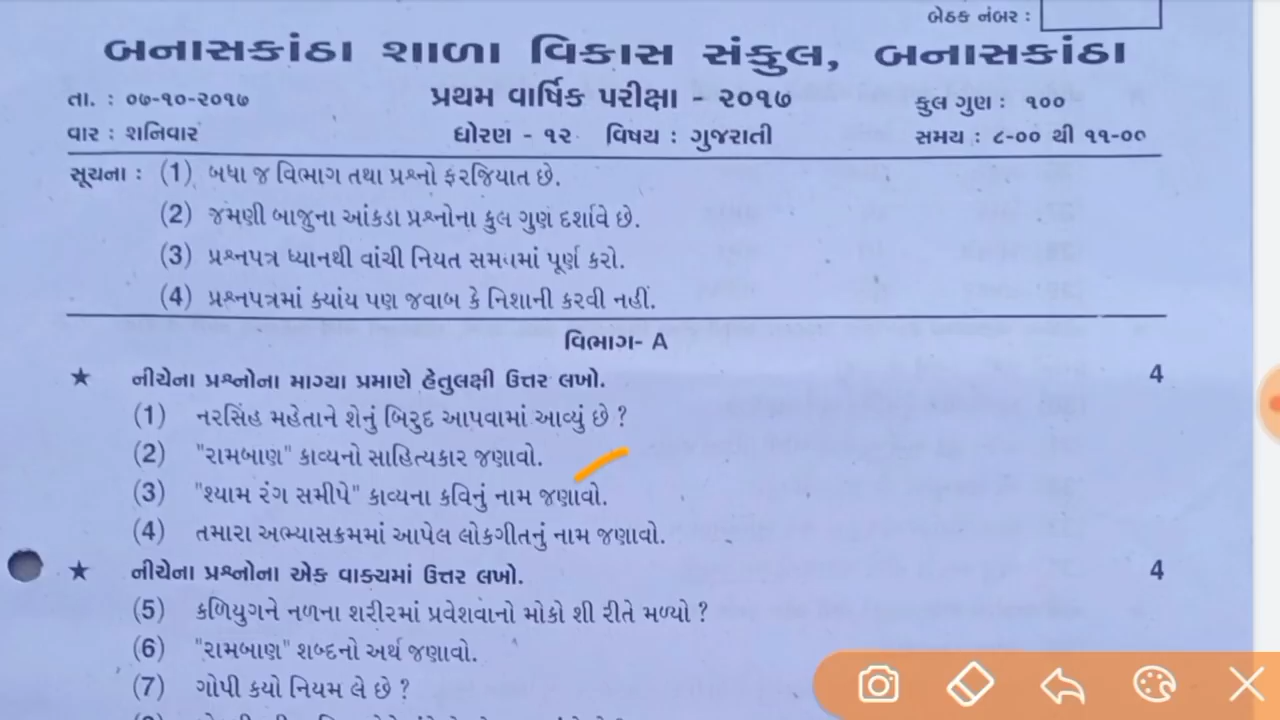 બેઠક નંબર :
બનાસકાંઠા શાળા વિકાસ સંકુલ, બનાસકાંઠા
તા. : ૦૭-૧૦-૨૦૧૭ પ્રથમ વાર્ષિક પરીક્ષા - ૨૦૧૭ કુલ ગુણ : ૧૦૦
વાર : શનિવાર ધોરણ - ૧૨ વિષય : ગુજરાતી સમય : ૮-૦૦ થી ૧૧-૦૦
સૂચના : (1) બધા જ વિભાગ તથા પ્રશ્નો ફરજિયાત છે.
(2) જમણી બાજુના આંકડા પ્રશ્નોના કુલ ગુણ દર્શાવે છે.
(3) પ્રશ્નપત્ર ધ્યાનથી વાંચી નિયત સમયમાં પૂર્ણ કરો.
(4) પ્રશ્નપત્રમાં ક્યાંય પણ જવાબ કે નિશાની કરવી નહીં.
વિભાગ- A
★ નીચેના પ્રશ્નોના માગ્યા પ્રમાણે હેતુલક્ષી ઉત્તર લખો. 4
(1) નરસિંહ મહેતાને શેનું બિરુદ આપવામાં આવ્યું છે ?
(2) "રામબાણ" કાવ્યનો સાહિત્યકાર જણાવો.
(3) "શ્યામ રંગ સમીપે" કાવ્યના કવિનું નામ જણાવો.
(4) તમારા અભ્યાસક્રમમાં આપેલ લોકગીતનું નામ જણાવો.
★ નીચેના પ્રશ્નોના એક વાક્યમાં ઉત્તર લખો. 4
(5) કળિયુગને નળના શરીરમાં પ્રવેશવાનો મોકો શી રીતે મળ્યો ?
(6) "રામબાણ" શબ્દનો અર્થ જણાવો.
(7) ગોપી કયો નિયમ લે છે ?